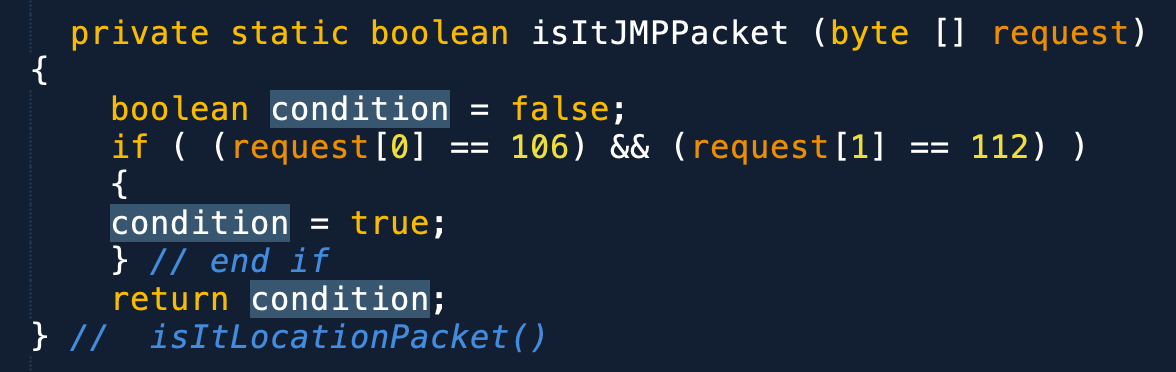 private static boolean isItJMPPacket (byte [] request)
{
boolean condition = false;
if ( (request[0] == 106) && (request[1] == 112) )
{
condition = true;
} // end if
return condition;
} //  isItLocationPacket()